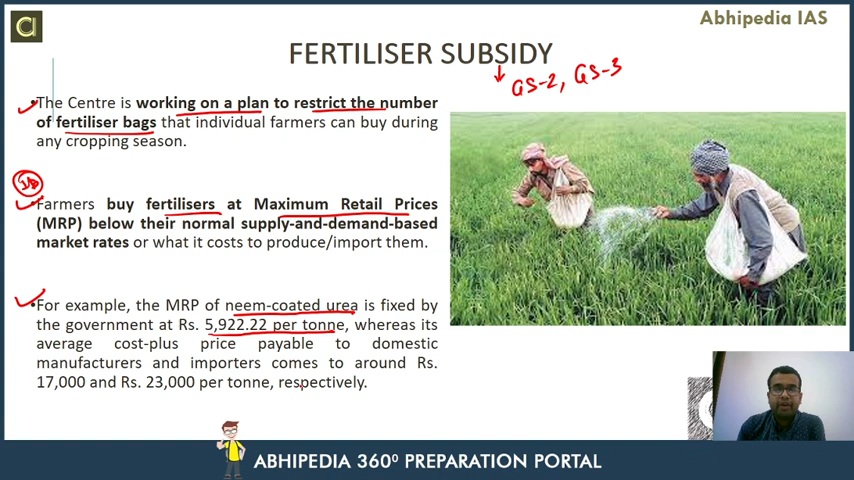 Abhipedia IAS
FERTILISER SUBSIDY
GS-2, GS-3
•The Centre is working on a plan to restrict the number
of fertiliser bags that individual farmers can buy during
any cropping season.
Farmers buy fertilisers at Maximum Retail Prices
(MRP) below their normal supply-and-demand-based
market rates or what it costs to produce/import them.
•For example, the MRP of neem-coated urea is fixed by
the government at Rs. 5,922.22 per tonne, whereas its
average cost-plus price payable to domestic
manufacturers and importers comes to around Rs.
17,000 and Rs. 23,000 per tonne, respectively.
ABHIPEDIA 360⁰ PREPARATION PORTAL